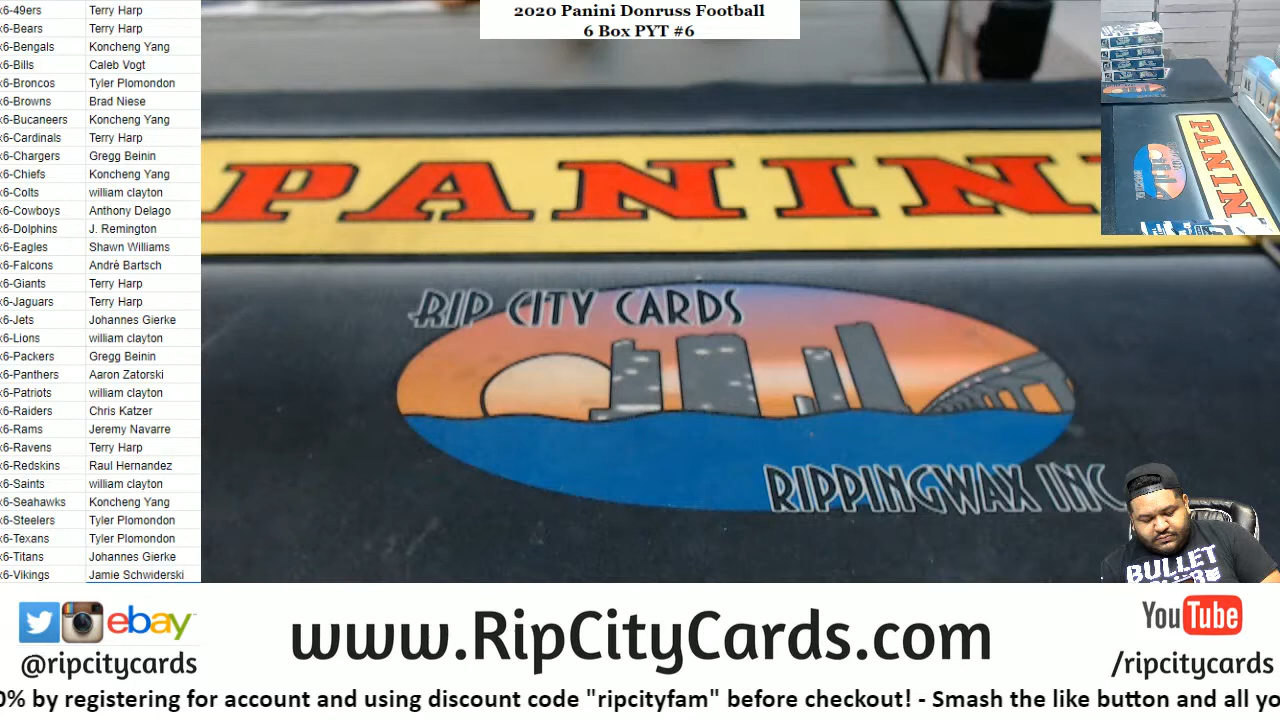 2020 Panini Donruss Football
6 Box PYT #6
x6-49ers Terry Harp
x6-Bears Terry Harp
x6-Bengals Koncheng Yang
x6-Bills Caleb Vogt
x6-Broncos Tyler Plomondon
x6-Browns Brad Niese
x6-Bucaneers Koncheng Yang
x6-Cardinals Terry Harp
x6-Chargers Gregg Beinin
x6-Chiefs Koncheng Yang
x6-Colts william clayton
x6-Cowboys Anthony Delago
x6-Dolphins J. Remington
x6-Eagles Shawn Williams
x6-Falcons André Bartsch
x6-Giants Terry Harp
x6-Jaguars Terry Harp
x6-Jets Johannes Gierke
x6-Lions william clayton
x6-Packers Gregg Beinin
x6-Panthers Aaron Zatorski
x6-Patriots william clayton
x6-Raiders Chris Katzer
x6-Rams Jeremy Navarre
x6-Ravens Terry Harp
x6-Redskins Raul Hernandez
x6-Saints william clayton
x6-Seahawks Koncheng Yang
x6-Steelers Tyler Plomondon
x6-Texans Tyler Plomondon
x6-Titans Johannes Gierke
x6-Vikings Jamie Schwiderski
PANINI
RIP CITY CARDS
RIPPINGWAX INC
PANINI
BULLET
ebay
@ripcitycards
www.RipCityCards.com
YouTube
/ripcitycards
0% by registering for account and using discount code "ripcityfam" before checkout! - Smash the like button and all yo